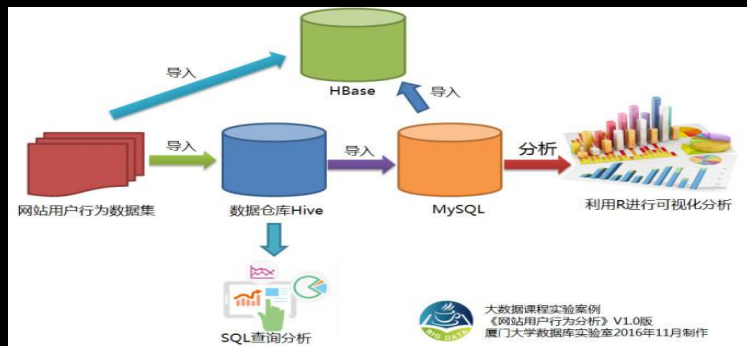 导入
HBase
导入
导入
导入
分析
网站用户行为数据集
数据仓库Hive
MySQL
利用R进行可视化分析
SQL查询分析
BIG DATA
大数据课程实验案例
《网站用户行为分析》V1.0版
厦门大学数据库实验室2016年11月制作